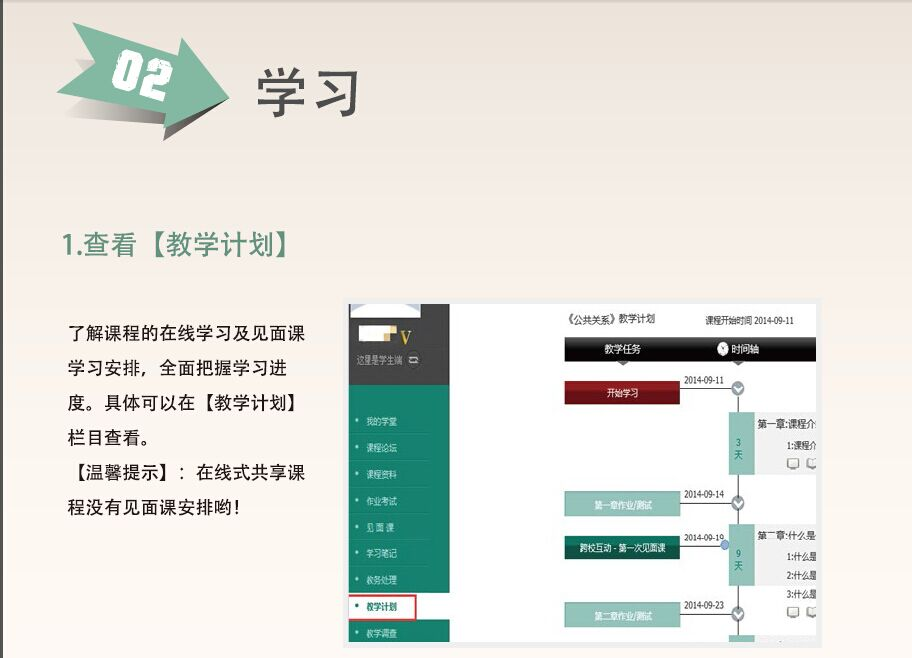 02
学习
1.查看【教学计划】
了解课程的在线学习及见面课
学习安排，全面把握学习进
度。具体可以在【教学计划】
栏目查看。
【温馨提示】：在线式共享课
程没有见面课安排哟！
V
这里是学生端
我的学堂
课程论坛
课程资料
作业考试
见面课
学习笔记
教务处理
教学计划
教学调查
《公共关系》教学计划
课程开始时间 2014-09-11
教学任务
时间轴
开始学习
2014-09-11
3
天
第一章:课程介
1:课程介
第一章作业/测试
2014-09-14
跨校互动 - 第一次见面课
2014-09-19
9
天
第二章:什么是
1:什么是
2:什么是
3:什么是
第二章作业/测试
2014-09-23